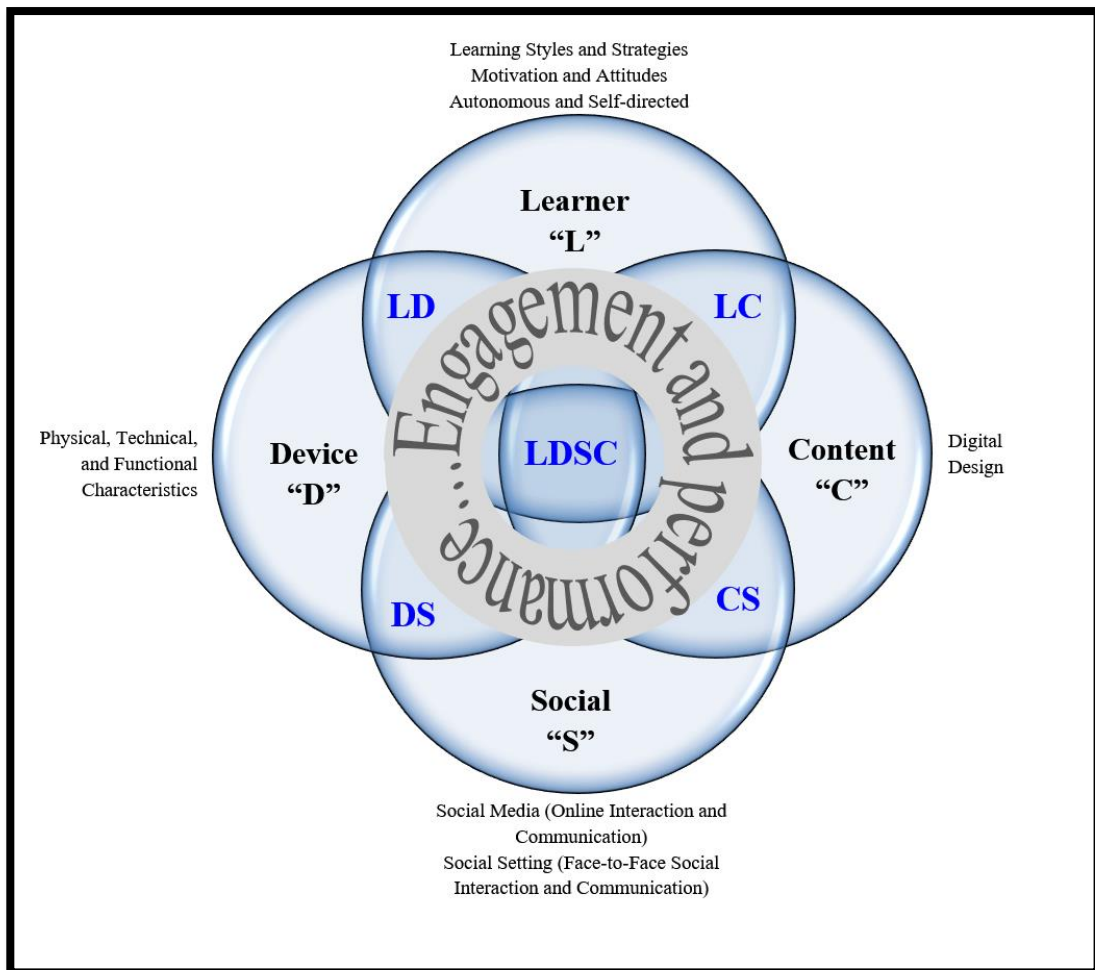 Learning Styles and Strategies
Motivation and Attitudes
Autonomous and Self-directed
Learner
“L”
LD
LC
Engagement and performance....
LDSC
Physical, Technical,
and Functional
Characteristics
Device
“D”
Content
“C”
Digital
Design
DS
CS
Social
“S”
Social Media (Online Interaction and
Communication)
Social Setting (Face-to-Face Social
Interaction and Communication)